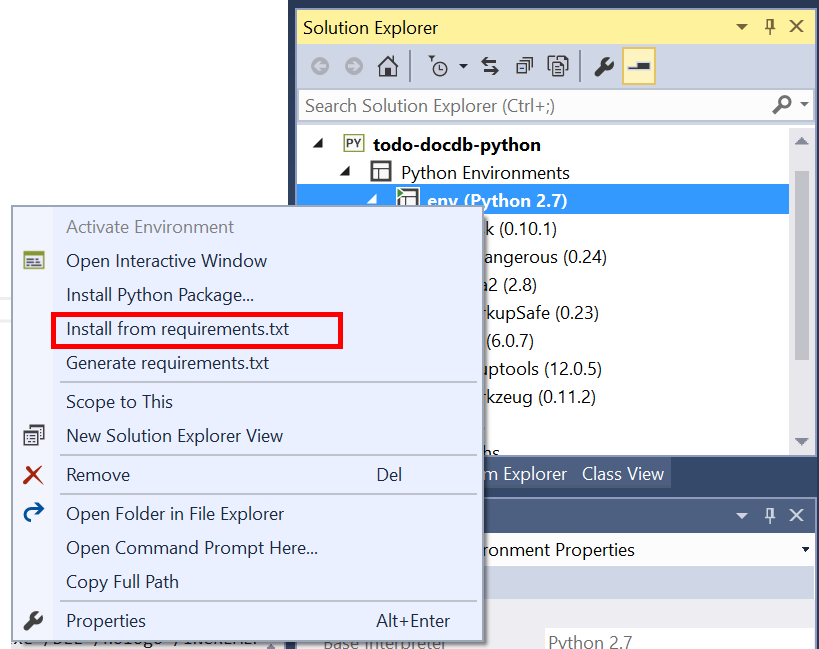 Solution Explorer
Search Solution Explorer (Ctrl+;)
PY todo-docdb-python
Python Environments
env (Python 2.7)
k (0.10.1)
angerous (0.24)
a2 (2.8)
rkupSafe (0.23)
(6.0.7)
uptools (12.0.5)
rkzeug (0.11.2)
Activate Environment
Open Interactive Window
Install Python Package...
Install from requirements.txt
Generate requirements.txt
Scope to This
New Solution Explorer View
Remove Del
Open Folder in File Explorer
Open Command Prompt Here...
Copy Full Path
Properties Alt+Enter
m Explorer Class View
ronment Properties
Base Interpreter Python 2.7